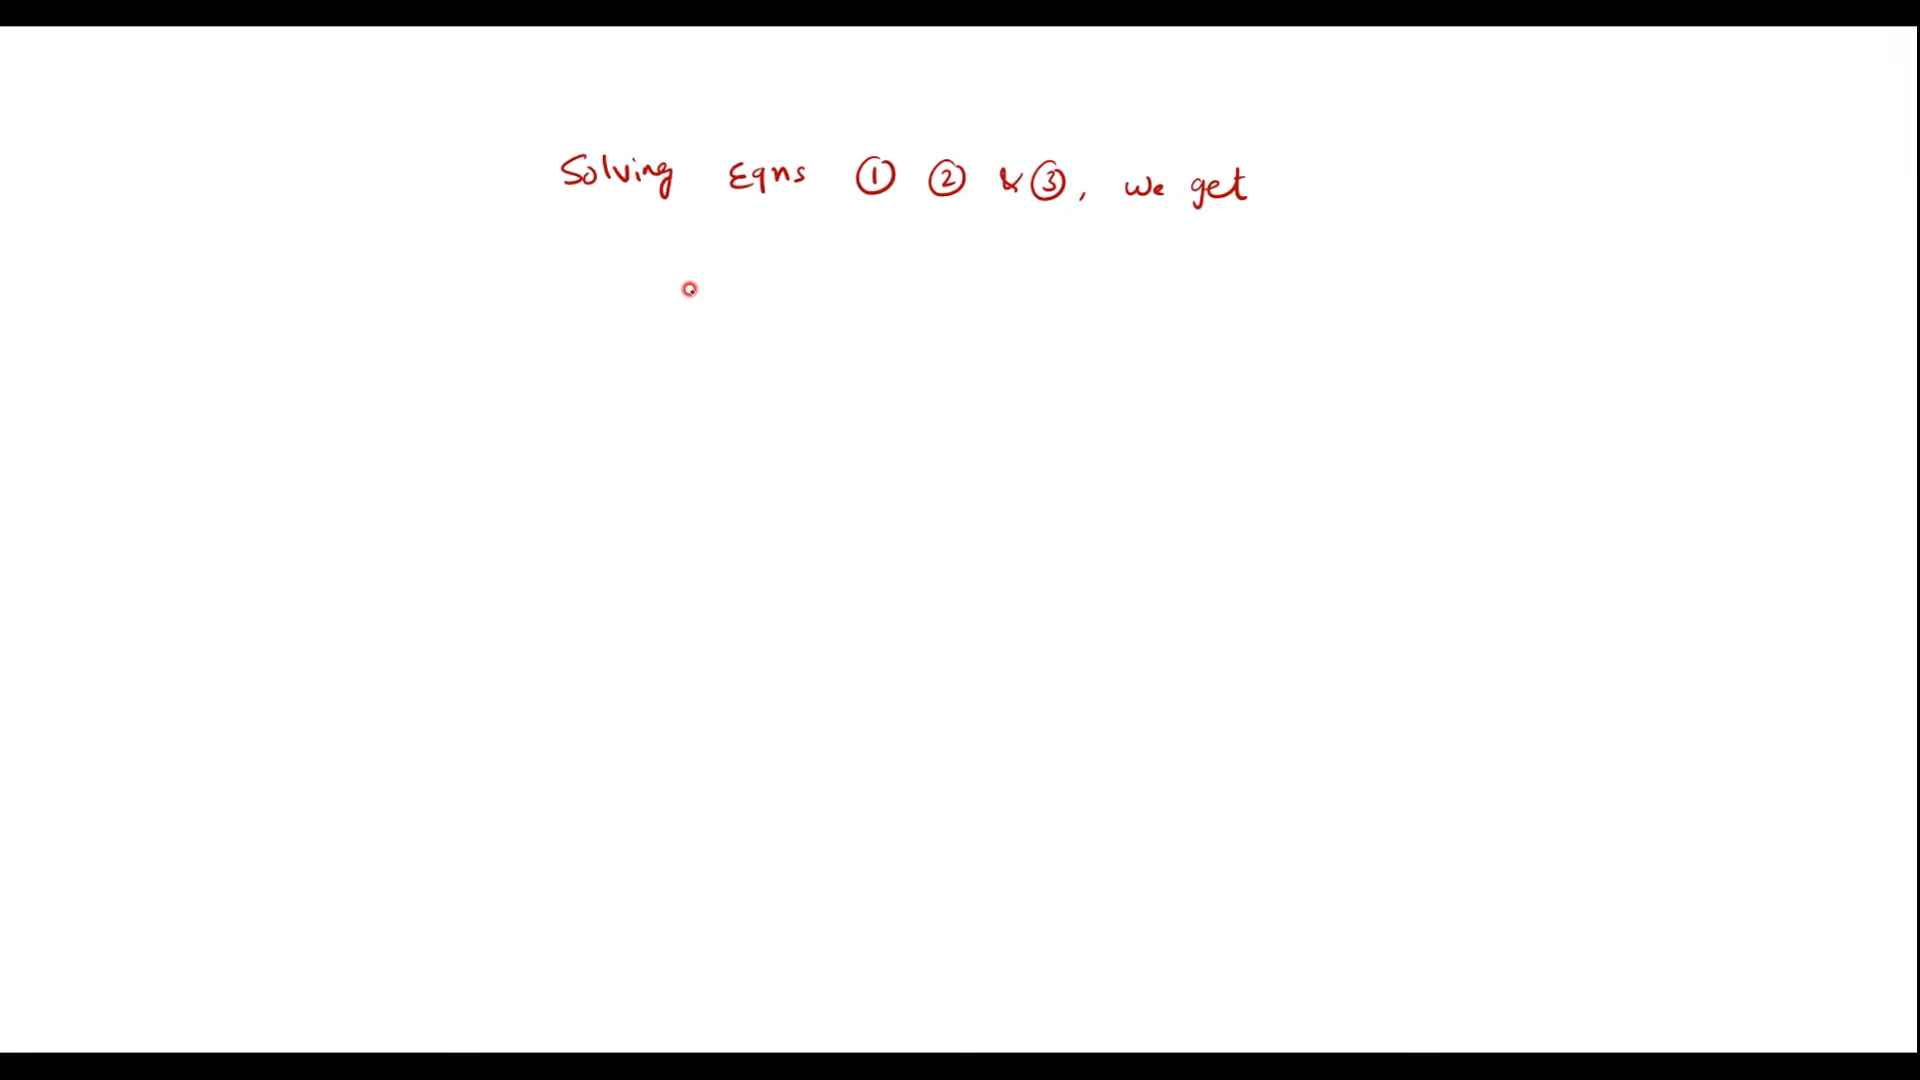 Solving Eqns ① ② & ③, we get